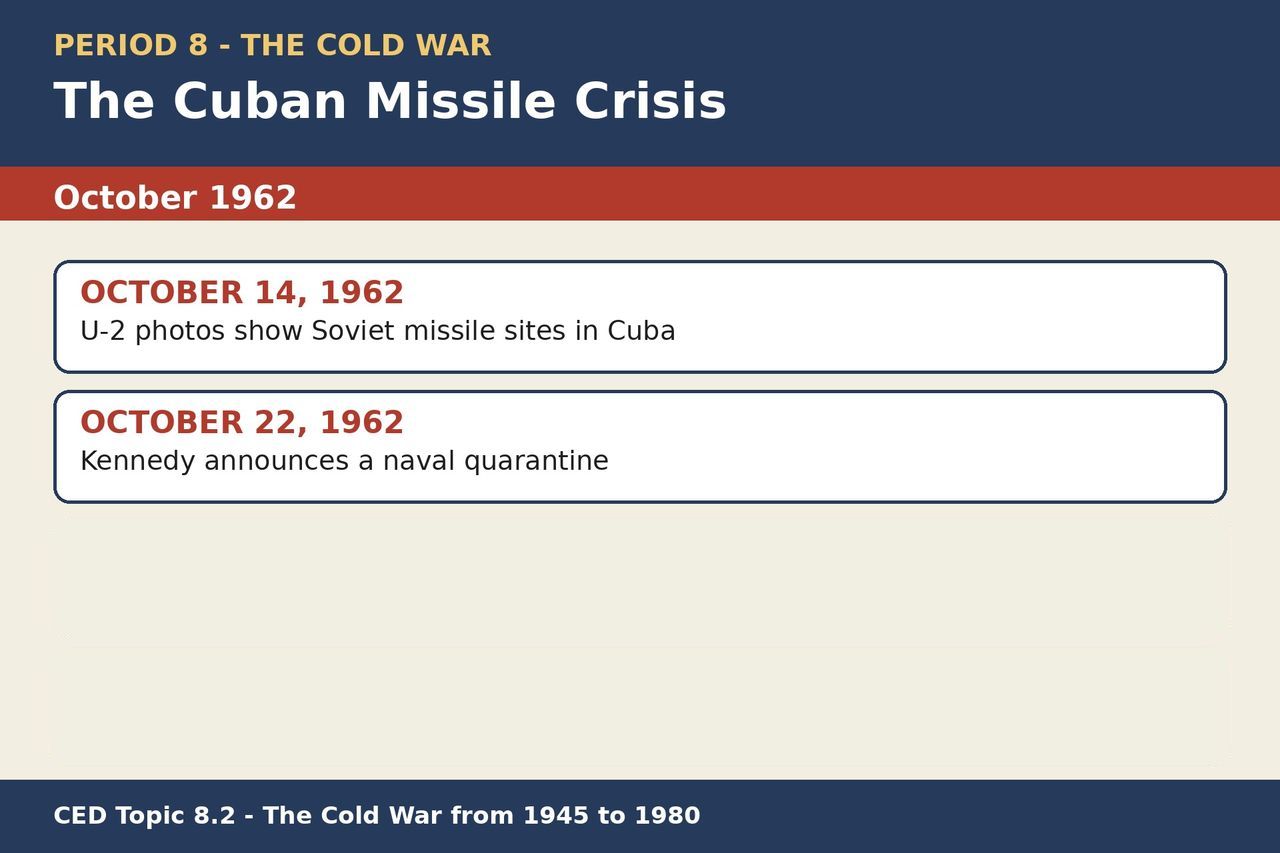 PERIOD 8 - THE COLD WAR
The Cuban Missile Crisis
October 1962
OCTOBER 14, 1962
U-2 photos show Soviet missile sites in Cuba
OCTOBER 22, 1962
Kennedy announces a naval quarantine
CED Topic 8.2 - The Cold War from 1945 to 1980